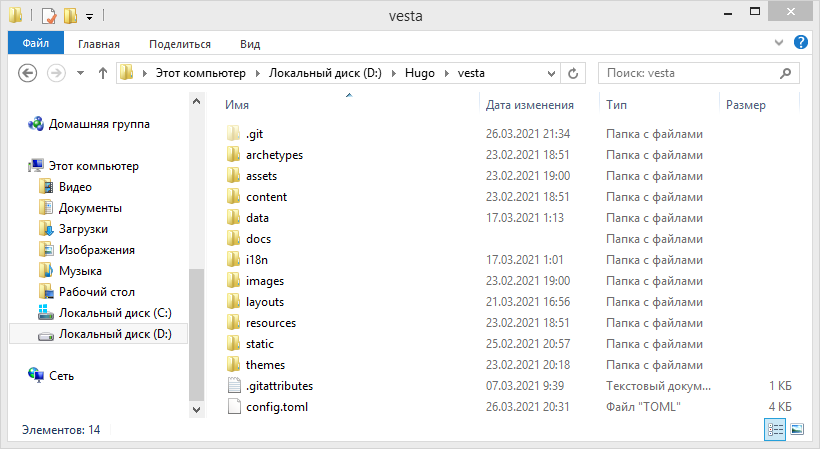 vesta
Файл Главная Поделиться Вид
Этот компьютер Локальный диск (D:) Hugo vesta Поиск: vesta
Имя Дата изменения Тип Размер
Домашняя группа
Этот компьютер
Видео
Документы
Загрузки
Изображения
Музыка
Рабочий стол
Локальный диск (C:)
Локальный диск (D:)
Сеть
.git 26.03.2021 21:34 Папка с файлами
archetypes 23.02.2021 18:51 Папка с файлами
assets 23.02.2021 19:00 Папка с файлами
content 23.02.2021 18:51 Папка с файлами
data 17.03.2021 1:13 Папка с файлами
docs Папка с файлами
i18n 17.03.2021 1:01 Папка с файлами
images 23.02.2021 19:00 Папка с файлами
layouts 21.03.2021 16:56 Папка с файлами
resources 23.02.2021 18:51 Папка с файлами
static 25.02.2021 20:57 Папка с файлами
themes 23.02.2021 20:18 Папка с файлами
.gitattributes 07.03.2021 9:39 Текстовый докум... 1 КБ
config.toml 26.03.2021 20:31 Файл "TOML" 4 КБ
Элементов: 14